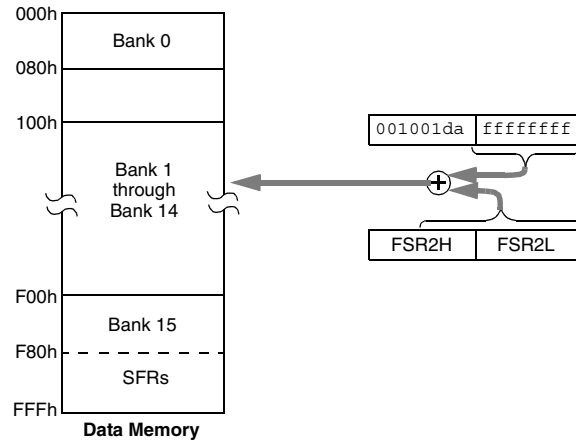 000h
Bank 0
080h
100h
Bank 1
through
Bank 14
F00h
Bank 15
F80h
SFRs
FFFh
Data Memory
001001da ffffffff
FSR2H FSR2L